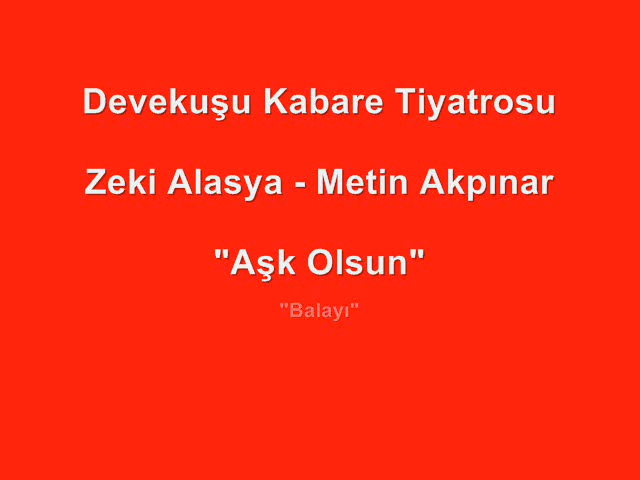 Devekuşu Kabare Tiyatrosu
Zeki Alasya - Metin Akpınar
"Aşk Olsun"
"Balayı"